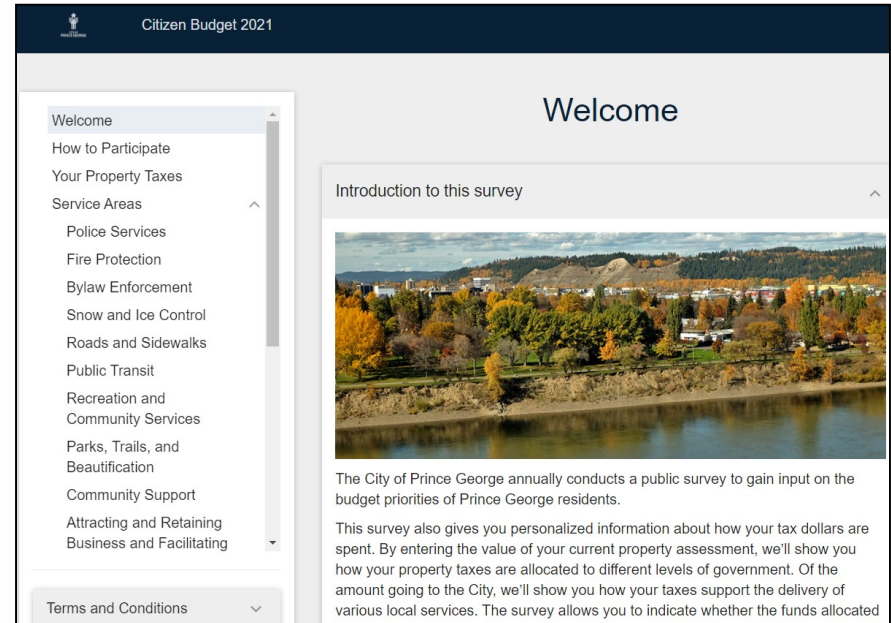 CITY OF
PRINCE GEORGE
Citizen Budget 2021
Welcome
How to Participate
Your Property Taxes
Service Areas
Police Services
Fire Protection
Bylaw Enforcement
Snow and Ice Control
Roads and Sidewalks
Public Transit
Recreation and
Community Services
Parks, Trails, and
Beautification
Community Support
Attracting and Retaining
Business and Facilitating
Terms and Conditions
Welcome
Introduction to this survey
The City of Prince George annually conducts a public survey to gain input on the
budget priorities of Prince George residents.
This survey also gives you personalized information about how your tax dollars are
spent. By entering the value of your current property assessment, we'll show you
how your property taxes are allocated to different levels of government. Of the
amount going to the City, we'll show you how your taxes support the delivery of
various local services. The survey allows you to indicate whether the funds allocated